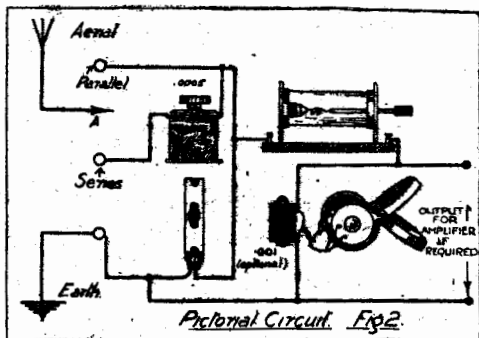 Aerial
Parallel
A
.0005
Series
.001
(optional)
OUTPUT
FOR
AMPLIFIER
IF
REQUIRED
Earth
Pictorial Circuit. Fig 2.